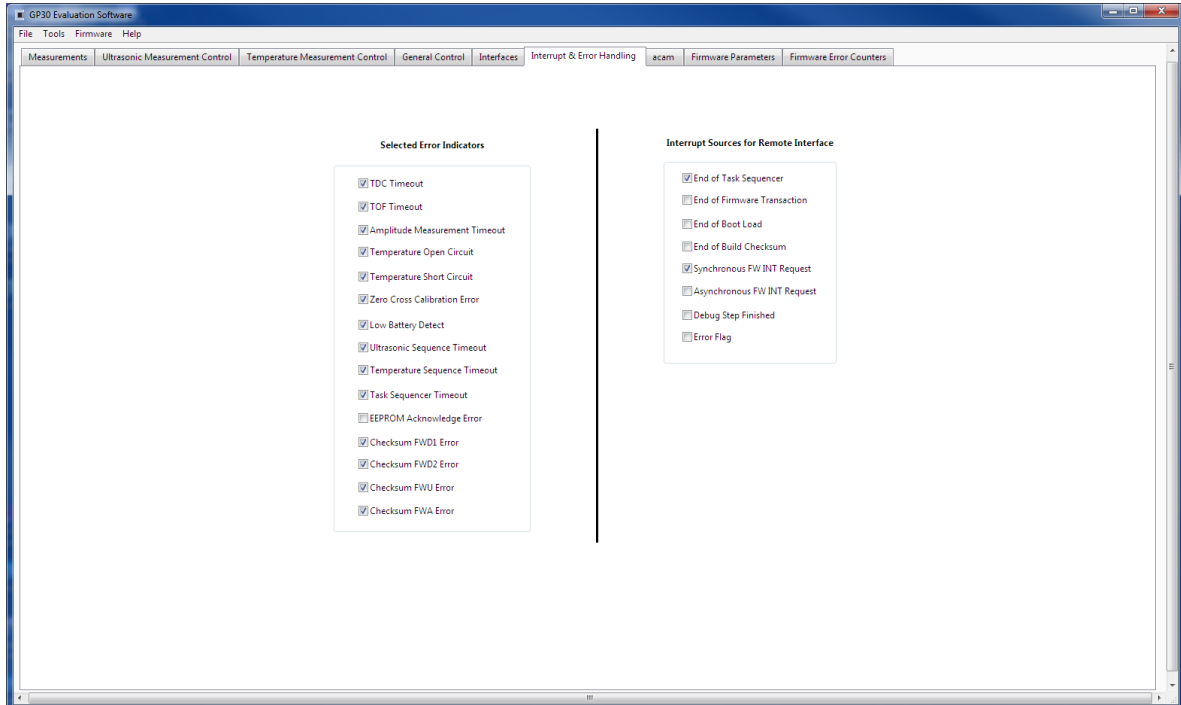 GP30 Evaluation Software
File Tools Firmware Help
Measurements Ultrasonic Measurement Control Temperature Measurement Control General Control Interfaces Interrupt & Error Handling acam Firmware Parameters Firmware Error Counters
Selected Error Indicators
TDC Timeout
TOF Timeout
Amplitude Measurement Timeout
Temperature Open Circuit
Temperature Short Circuit
Zero Cross Calibration Error
Low Battery Detect
Ultrasonic Sequence Timeout
Temperature Sequence Timeout
Task Sequencer Timeout
EEPROM Acknowledge Error
Checksum FWD1 Error
Checksum FWD2 Error
Checksum FWU Error
Checksum FWA Error
Interrupt Sources for Remote Interface
End of Task Sequencer
End of Firmware Transaction
End of Boot Load
End of Build Checksum
Synchronous FW INT Request
Asynchronous FW INT Request
Debug Step Finished
Error Flag